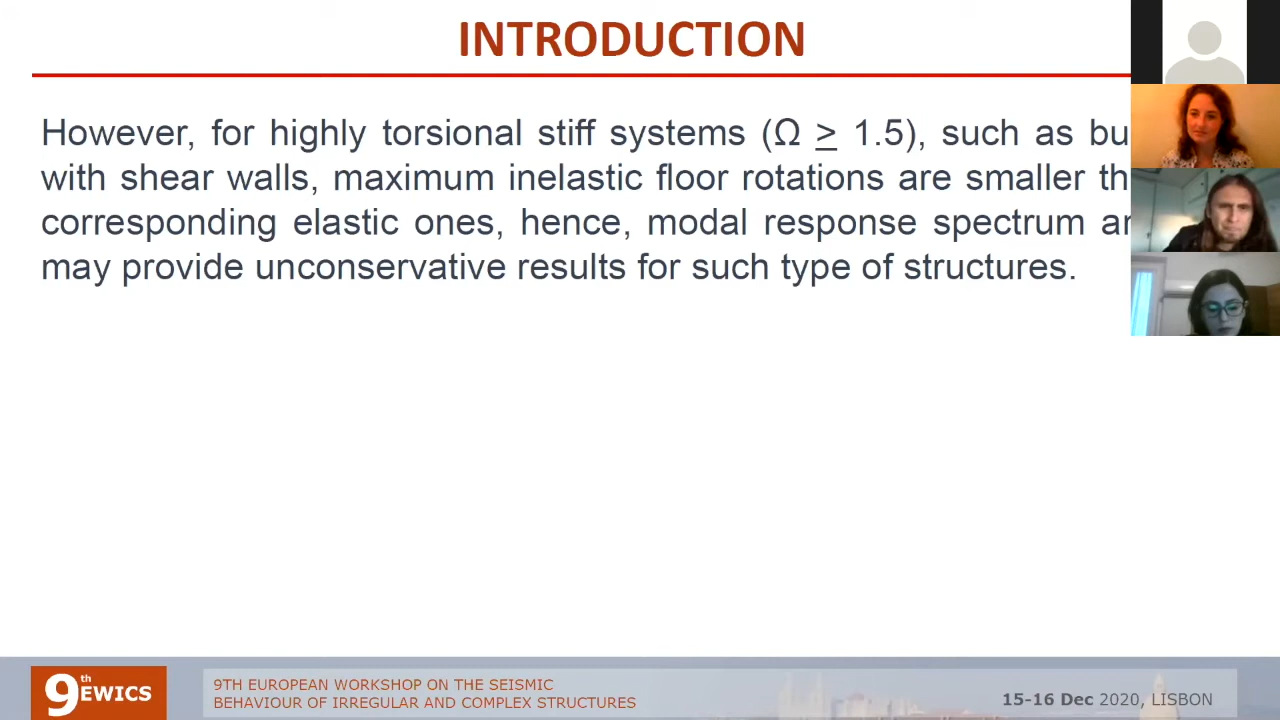 INTRODUCTION
However, for highly torsional stiff systems (Ω ≥ 1.5), such as bu
with shear walls, maximum inelastic floor rotations are smaller th
corresponding elastic ones, hence, modal response spectrum an
may provide unconservative results for such type of structures.
9th EWICS
9TH EUROPEAN WORKSHOP ON THE SEISMIC
BEHAVIOUR OF IRREGULAR AND COMPLEX STRUCTURES
15-16 Dec 2020, LISBON